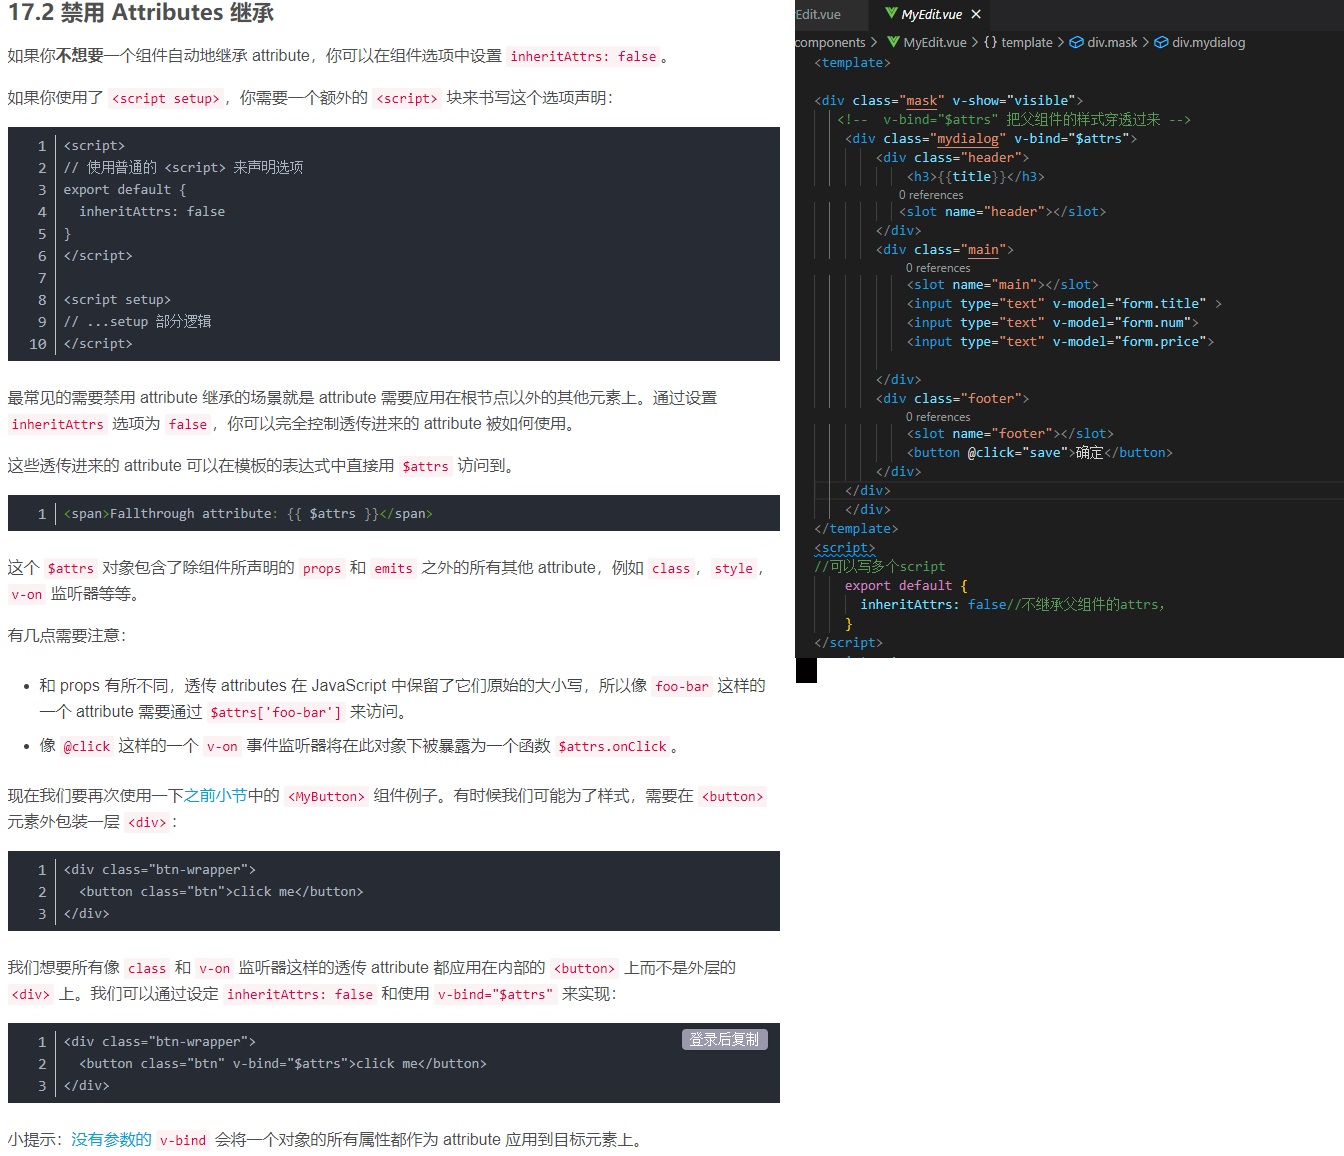 17.2 禁用 Attributes 继承
如果你不想要一个组件自动地继承 attribute，你可以在组件选项中设置 inheritAttrs: false 。
如果你使用了 <script setup> ，你需要一个额外的 <script> 块来书写这个选项声明：
1 <script>
2 // 使用普通的 <script> 来声明选项
3 export default {
4 inheritAttrs: false
5 }
6 </script>
7
8 <script setup>
9 // ...setup 部分逻辑
10 </script>
最常见的需要禁用 attribute 继承的场景就是 attribute 需要应用在根节点以外的其他元素上。通过设置
inheritAttrs 选项为 false ，你可以完全控制透传进来的 attribute 被如何使用。
这些透传进来的 attribute 可以在模板的表达式中直接用 $attrs 访问到。
1 <span>Fallthrough attribute: {{ $attrs }}</span>
这个 $attrs 对象包含了除组件所声明的 props 和 emits 之外的所有其他 attribute，例如 class ，style ，
v-on 监听器等等。
有几点需要注意：
• 和 props 有所不同，透传 attributes 在 JavaScript 中保留了它们原始的大小写，所以像 foo-bar 这样的
一个 attribute 需要通过 $attrs['foo-bar'] 来访问。
• 像 @click 这样的一个 v-on 事件监听器将在此对象下被暴露为一个函数 $attrs.onClick 。
现在我们要再次使用一下之前小节中的 <MyButton> 组件例子。有时候我们可能为了样式，需要在 <button>
元素外包装一层 <div> ：
1 <div class="btn-wrapper">
2 <button class="btn">click me</button>
3 </div>
我们想要所有像 class 和 v-on 监听器这样的透传 attribute 都应用在内部的 <button> 上而不是外层的
<div> 上。我们可以通过设定 inheritAttrs: false 和使用 v-bind="$attrs" 来实现：
登录后复制
1 <div class="btn-wrapper">
2 <button class="btn" v-bind="$attrs">click me</button>
3 </div>
小提示：没有参数的 v-bind 会将一个对象的所有属性都作为 attribute 应用到目标元素上。
Edit.vue MyEdit.vue ×
components > MyEdit.vue > {} template > div.mask > div.mydialog
<template>
<div class="mask" v-show="visible">
<!-- v-bind="$attrs" 把父组件的样式穿透过来 -->
<div class="mydialog" v-bind="$attrs">
<div class="header">
<h3>{{title}}</h3>
0 references
<slot name="header"></slot>
</div>
<div class="main">
0 references
<slot name="main"></slot>
<input type="text" v-model="form.title" >
<input type="text" v-model="form.num">
<input type="text" v-model="form.price">
</div>
<div class="footer">
0 references
<slot name="footer"></slot>
<button @click="save">确定</button>
</div>
</div>
</div>
</template>
<script>
//可以写多个script
export default {
inheritAttrs: false//不继承父组件的attrs,
}
</script>